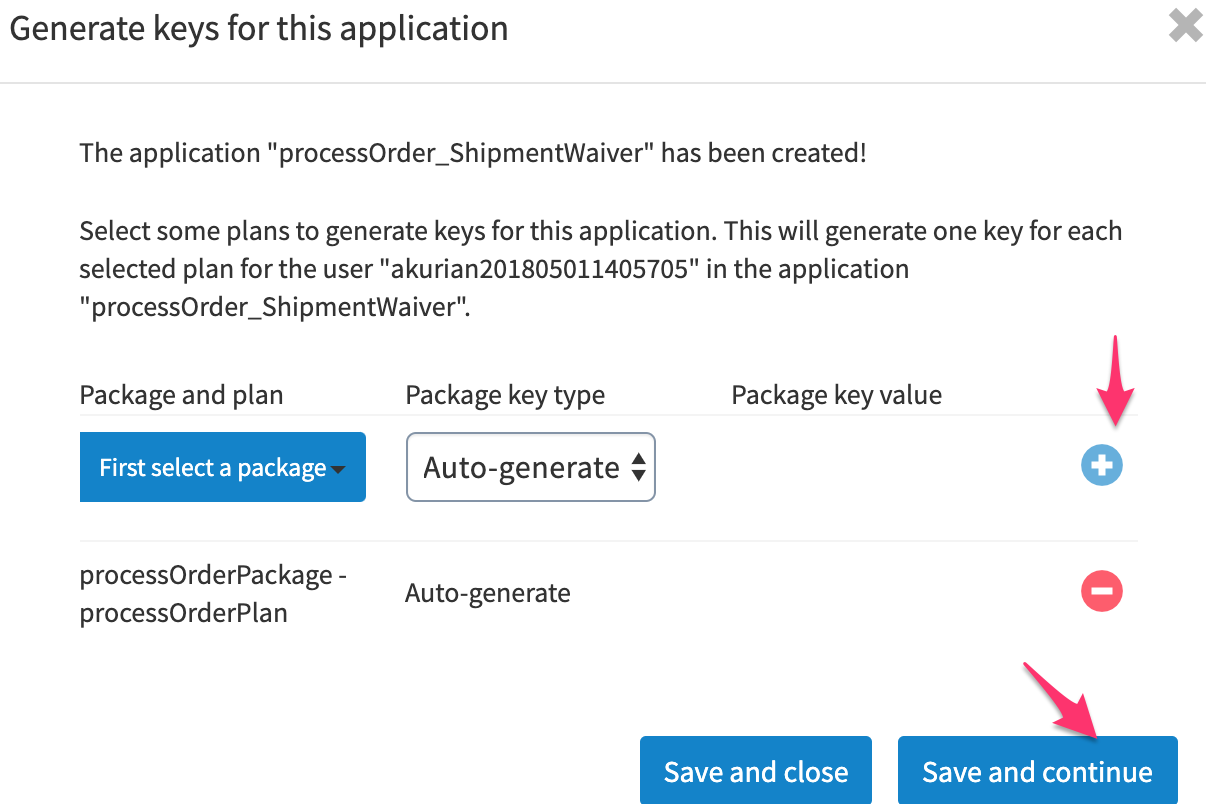 Generate keys for this application
The application "processOrder_ShipmentWaiver" has been created!
Select some plans to generate keys for this application. This will generate one key for each
selected plan for the user "akurian201805011405705" in the application
"processOrder_ShipmentWaiver".
Package and plan Package key type Package key value
First select a package Auto-generate
processOrderPackage -
processOrderPlan
Auto-generate
Save and close Save and continue